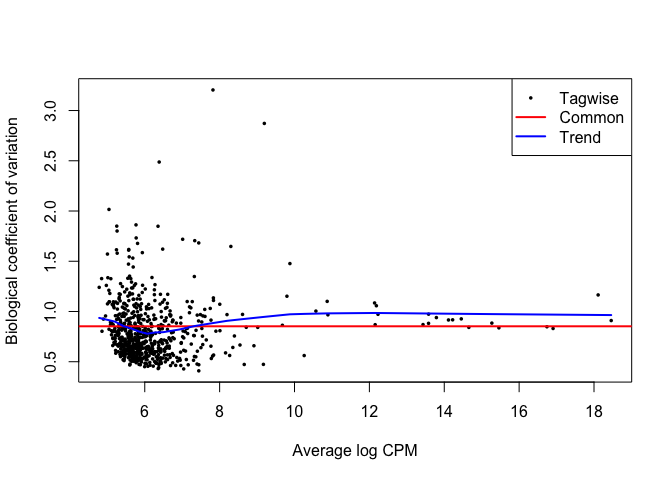 Tagwise
Common
Trend
Biological coefficient of variation
3.0
2.5
2.0
1.5
1.0
0.5
6 8 10 12 14 16 18
Average log CPM